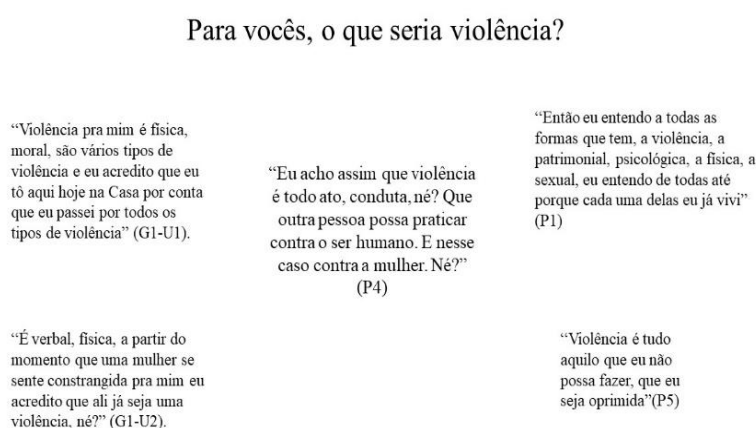 Para vocês, o que seria violência?
“Violência pra mim é física,
moral, são vários tipos de
violência e eu acredito que eu
tô aqui hoje na Casa por conta
que eu passei por todos os
tipos de violência” (G1-U1).
“Eu acho assim que violência
é todo ato, conduta, né? Que
outra pessoa possa praticar
contra o ser humano. E nesse
caso contra a mulher. Né?”
(P4)
“Então eu entendo a todas as
formas que tem, a violência, a
patrimonial, psicológica, a física, a
sexual, eu entendo de todas até
porque cada uma delas eu já vivi”
(P1)
“É verbal, física, a partir do
momento que uma mulher se
sente constrangida pra mim eu
acredito que ali já seja uma
violência, né?” (G1-U2).
“Violência é tudo
aquilo que eu não
possa fazer, que eu
seja oprimida”(P5)